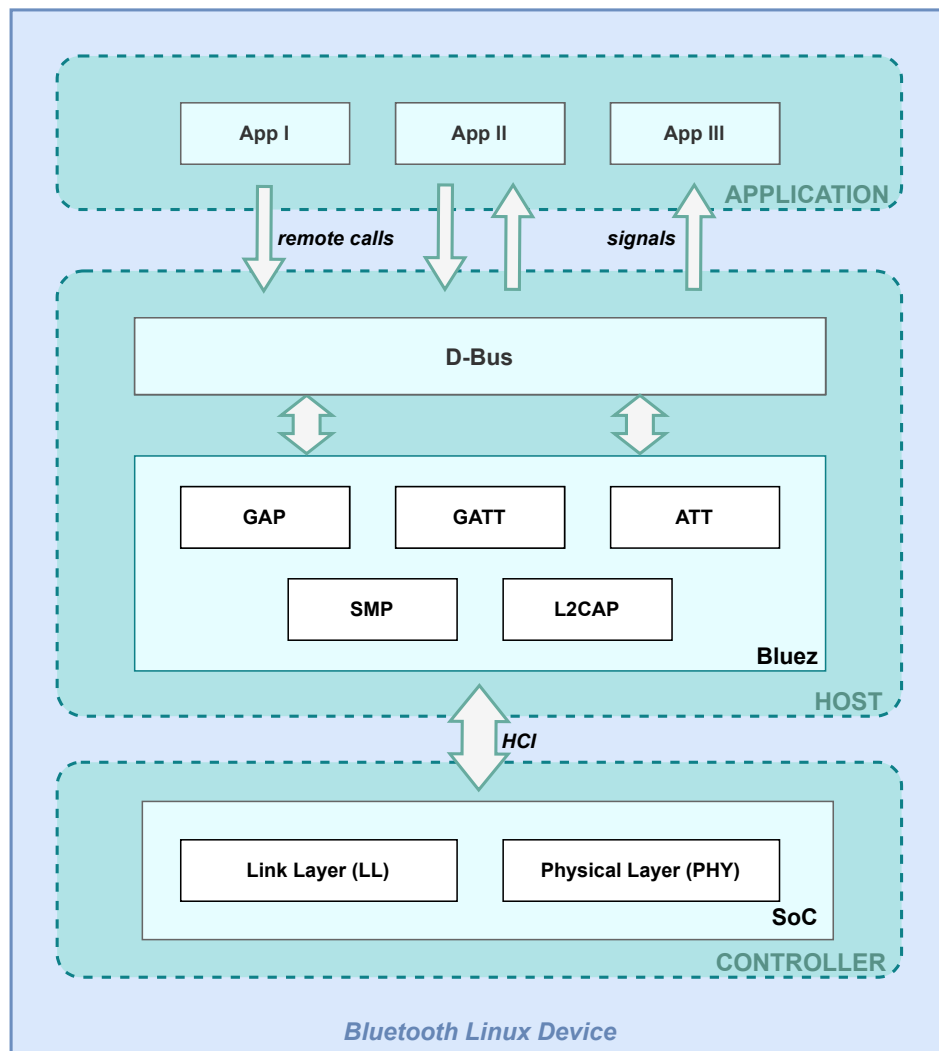 App I
App II
App III
APPLICATION
remote calls
signals
D-Bus
GAP
GATT
ATT
SMP
L2CAP
Bluez
HOST
HCI
Link Layer (LL)
Physical Layer (PHY)
SoC
CONTROLLER
Bluetooth Linux Device